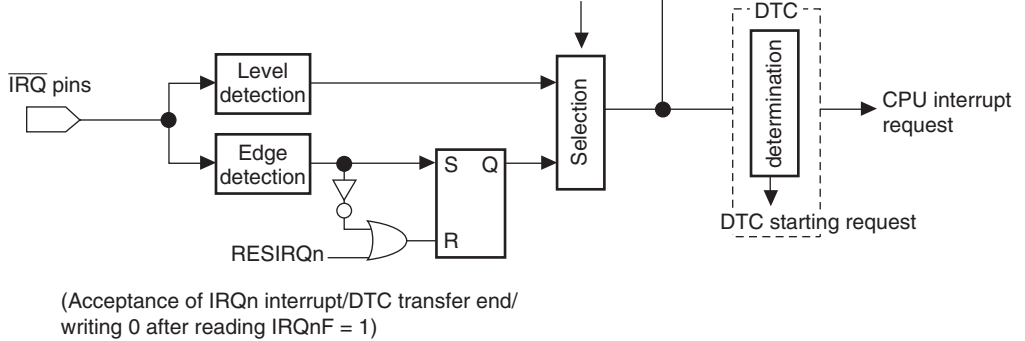 DTC
IRQ pins
Level
detection
Edge
detection
S Q
R
RESIRQn
Selection
determination
CPU interrupt
request
DTC starting request
(Acceptance of IRQn interrupt/DTC transfer end/
writing 0 after reading IRQnF = 1)